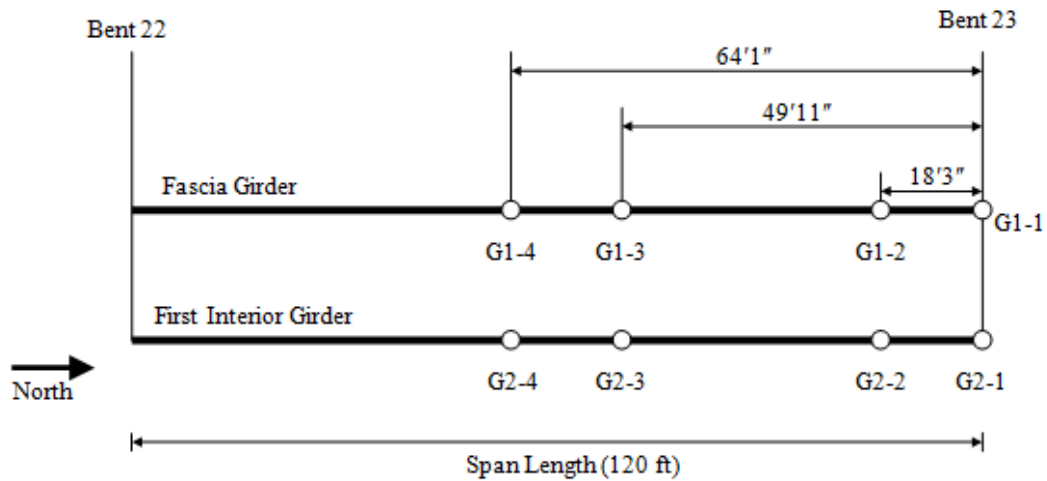 Bent 22
Bent 23
64′1″
49′11″
18′3″
Fascia Girder
G1-1
G1-4
G1-3
G1-2
First Interior Girder
North
G2-4
G2-3
G2-2
G2-1
Span Length (120 ft)